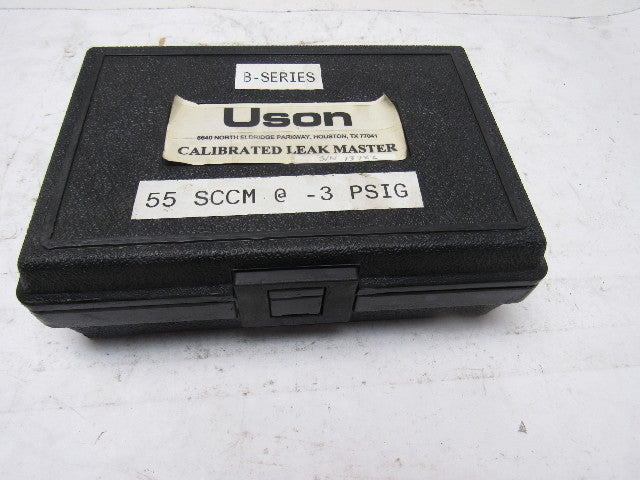 B-SERIES
Uson
8640 NORTH ELDRIDGE PARKWAY, HOUSTON, TX 77041
CALIBRATED LEAK MASTER
S/N
55 SCCM @ -3 PSIG